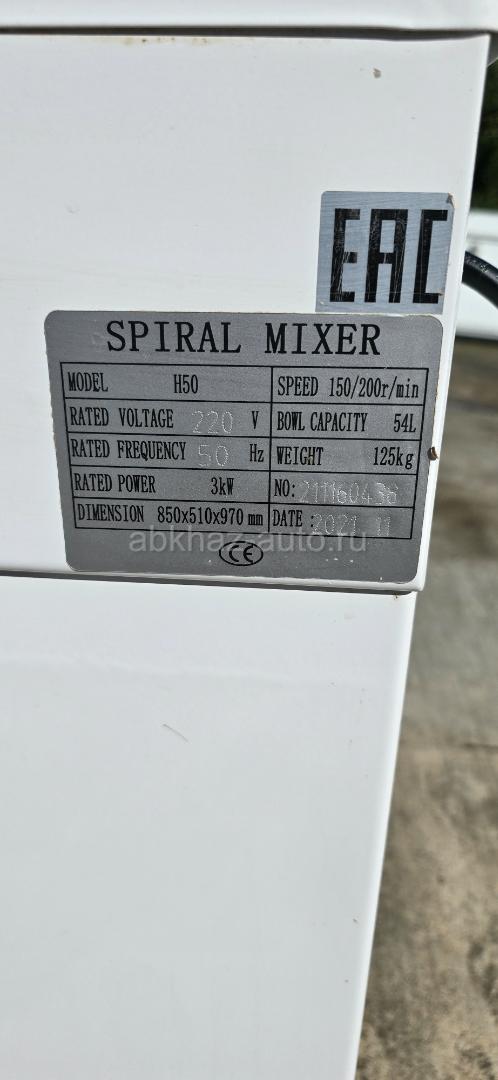 EAC
SPIRAL MIXER
MODEL H50 SPEED 150/200r/min
RATED VOLTAGE 220 V BOWL CAPACITY 54L
RATED FREQUENCY 50 Hz WEIGHT 125kg
RATED POWER 3kW NO: 211160436
DIMENSION 850x510x970 mm DATE: 2021.11
abkhaz-auto.ru
CE